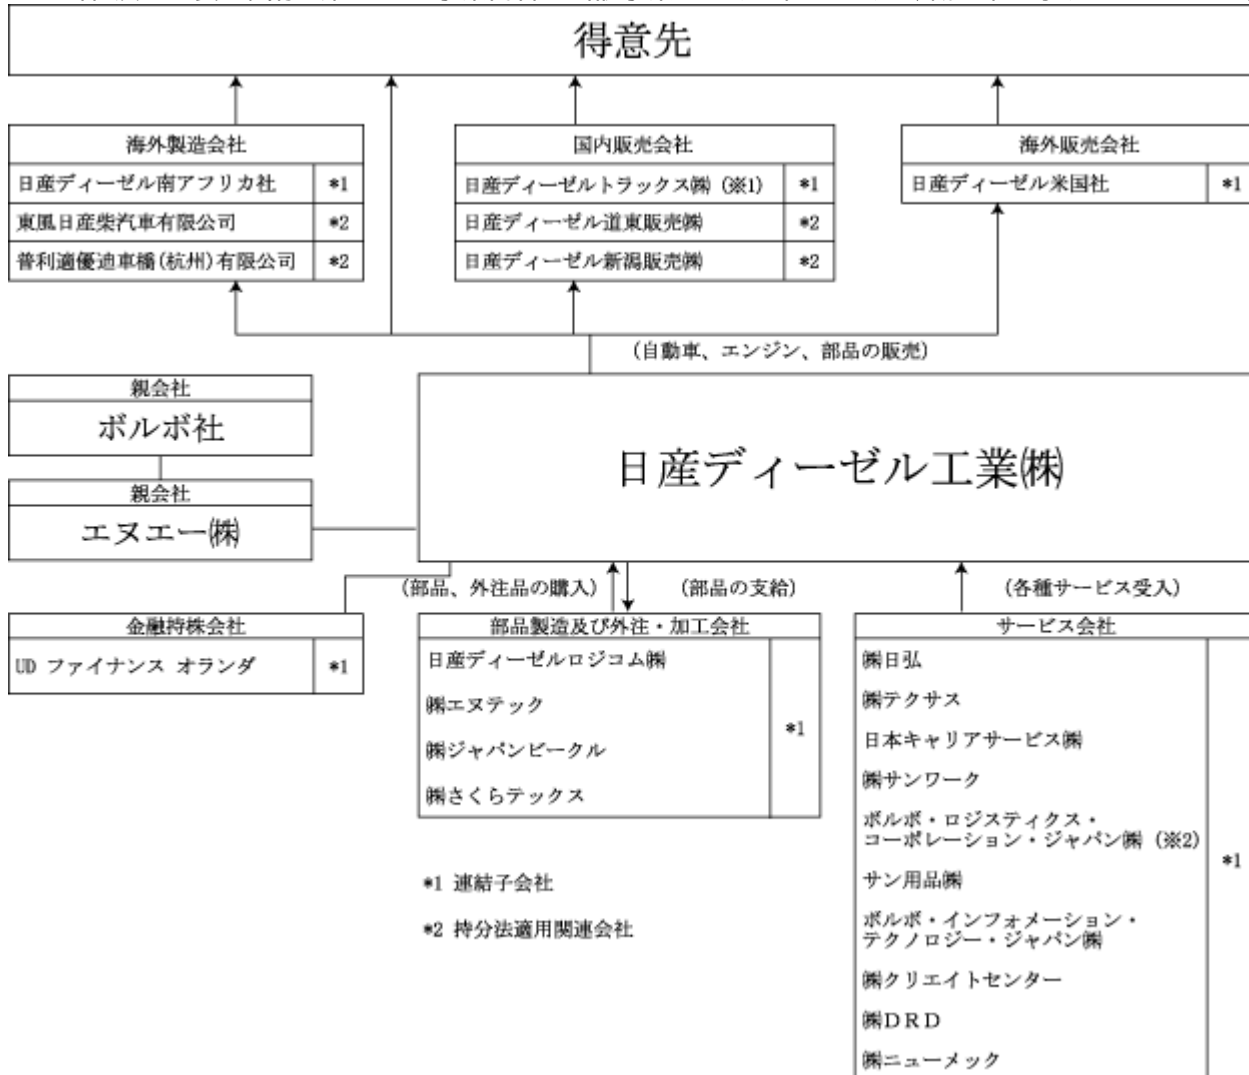 得意先
海外製造会社
日産ディーゼル南アフリカ社 *1
東風日産柴汽車有限公司 *2
普利適優迪車橋(杭州)有限公司 *2
国内販売会社
日産ディーゼルトラックス㈱ (※1) *1
日産ディーゼル道東販売㈱ *2
日産ディーゼル新潟販売㈱ *2
海外販売会社
日産ディーゼル米国社 *1
(自動車、エンジン、部品の販売)
親会社
ボルボ社
親会社
エヌエー㈱
日産ディーゼル工業㈱
(部品、外注品の購入)
(部品の支給)
(各種サービス受入)
金融持株会社
UD ファイナンス オランダ *1
部品製造及び外注・加工会社
日産ディーゼルロジコム㈱
㈱エヌテック
㈱ジャパンビークル
㈱さくらテックス
*1
*1 連結子会社
*2 持分法適用関連会社
サービス会社
㈱日弘
㈱テクサス
日本キャリアサービス㈱
㈱サンワーク
ボルボ・ロジスティクス・
コーポレーション・ジャパン㈱ (※2)
サン用品㈱
ボルボ・インフォメーション・
テクノロジー・ジャパン㈱
㈱クリエイトセンター
㈱ＤＲＤ
㈱ニューメック
*1